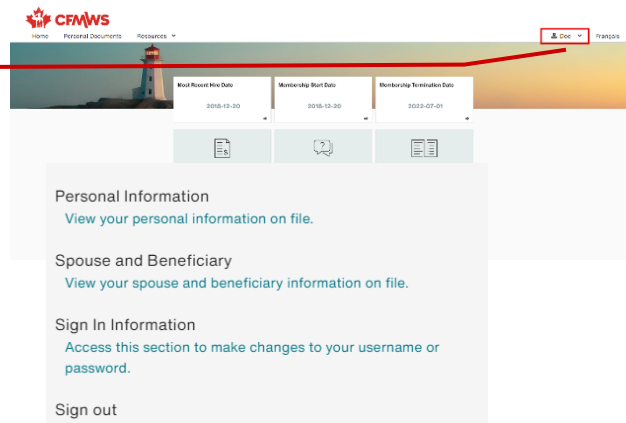 CFMWS
Home Personal Documents Resources
Doe Français
Most Recent Hire Date Membership Start Date Membership Termination Date
2018-12-20 2018-12-20 2022-07-01
Personal Information
View your personal information on file.
Spouse and Beneficiary
View your spouse and beneficiary information on file.
Sign In Information
Access this section to make changes to your username or
password.
Sign out